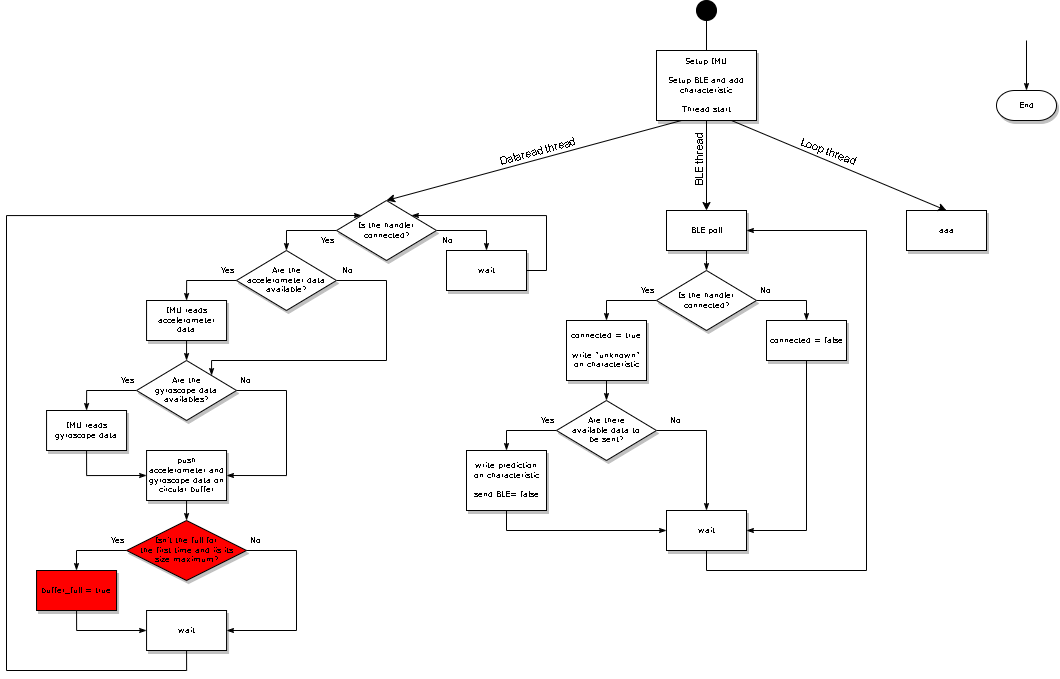 Setup IMU
Setup BLE and add
characteristic
Thread start
End
Dataread thread
BLE thread
Loop thread
Is the handler
connected?
Yes
No
wait
Are the
accelerometer data
available?
Yes
No
IMU reads
accelerometer
data
Are the
gyroscope data
availables?
Yes
No
IMU reads
gyroscope data
push
accelerometer and
gyroscope data on
circular buffer
Isn't the full for
the first time and is its
size maximum?
Yes
No
buffer_full = true
wait
BLE poll
Is the handler
connected?
Yes
No
connected = true
write "unknown"
on characteristic
connected = false
Are there
available data to
be sent?
Yes
No
write prediction
on characteristic
send BLE= false
wait
aaa